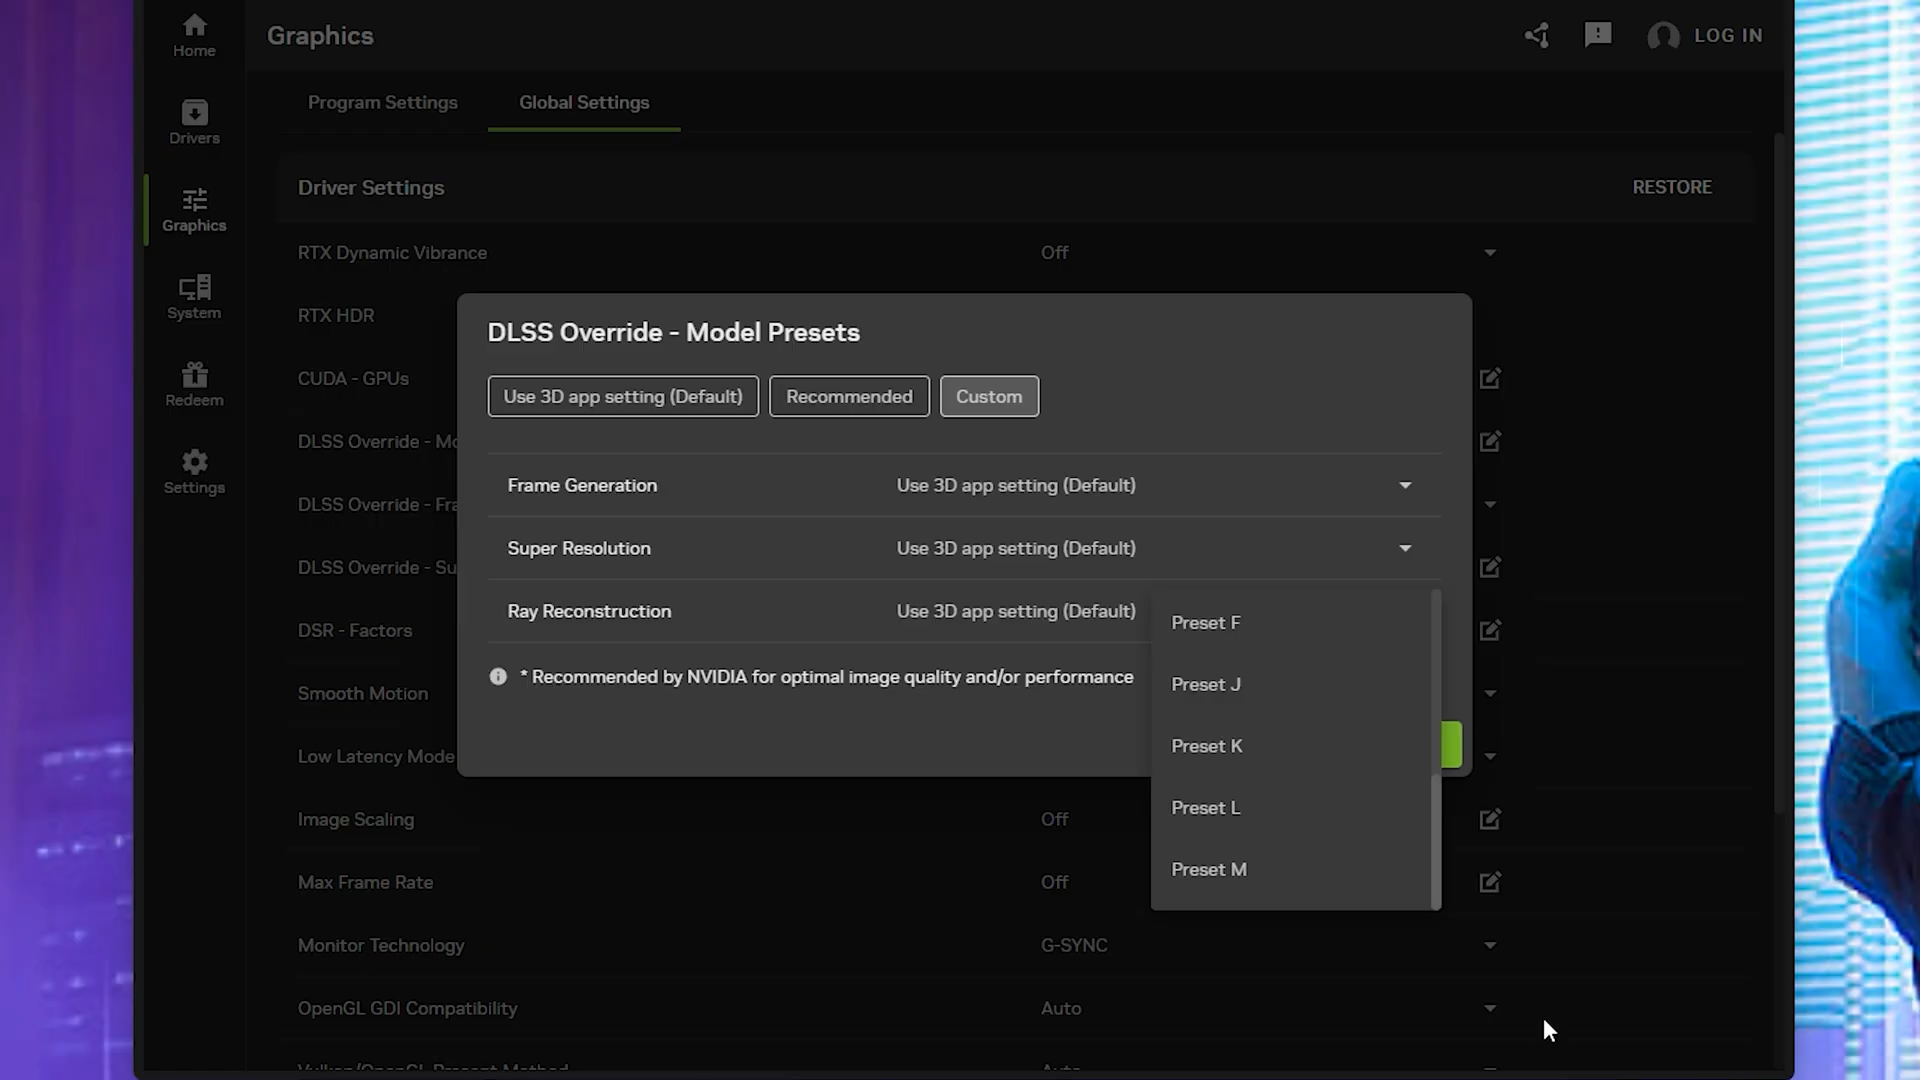 Home
Graphics
LOG IN
Program Settings
Global Settings
Drivers
Driver Settings
RESTORE
Graphics
RTX Dynamic Vibrance
Off
System
RTX HDR
DLSS Override - Model Presets
CUDA - GPUs
Redeem
Use 3D app setting (Default)
Recommended
Custom
DLSS Override - Mo
Settings
Frame Generation
Use 3D app setting (Default)
DLSS Override - Fra
Super Resolution
Use 3D app setting (Default)
DLSS Override - Su
Ray Reconstruction
Use 3D app setting (Default)
Preset F
DSR - Factors
* Recommended by NVIDIA for optimal image quality and/or performance
Preset J
Smooth Motion
Preset K
Low Latency Mode
Preset L
Image Scaling
Off
Preset M
Max Frame Rate
Off
Monitor Technology
G-SYNC
OpenGL GDI Compatibility
Auto
Vulkan/OpenGL Present Method
Auto